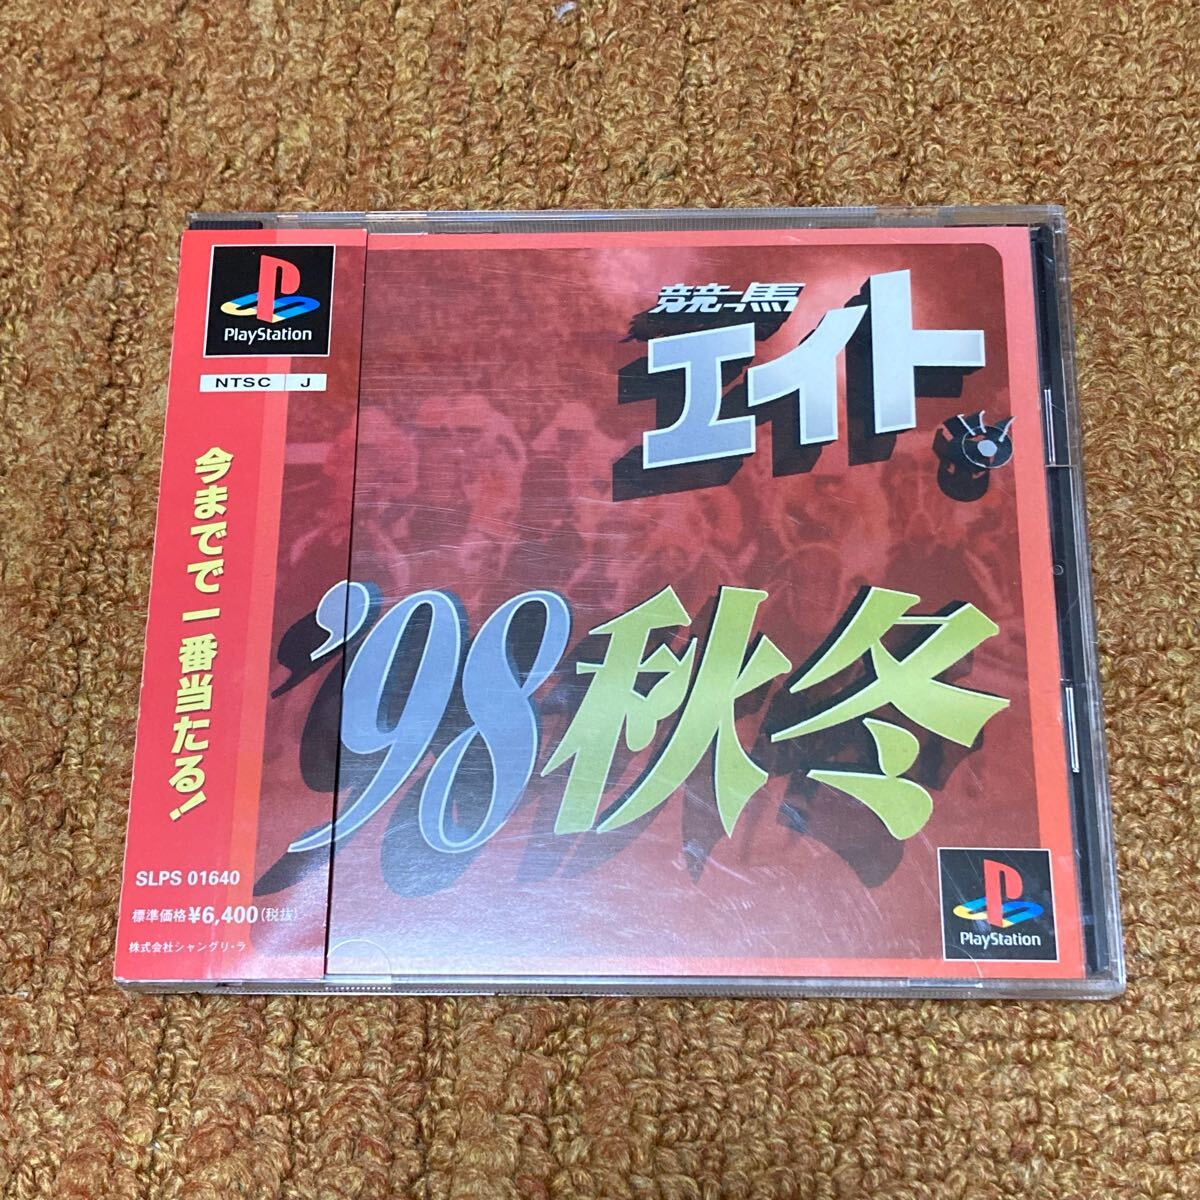 PlayStation
NTSC J
今までで一番当たる!
SLPS 01640
標準価格¥6,400(税抜)
株式会社シャングリ・ラ
競馬
エイト
'98秋冬
PlayStation